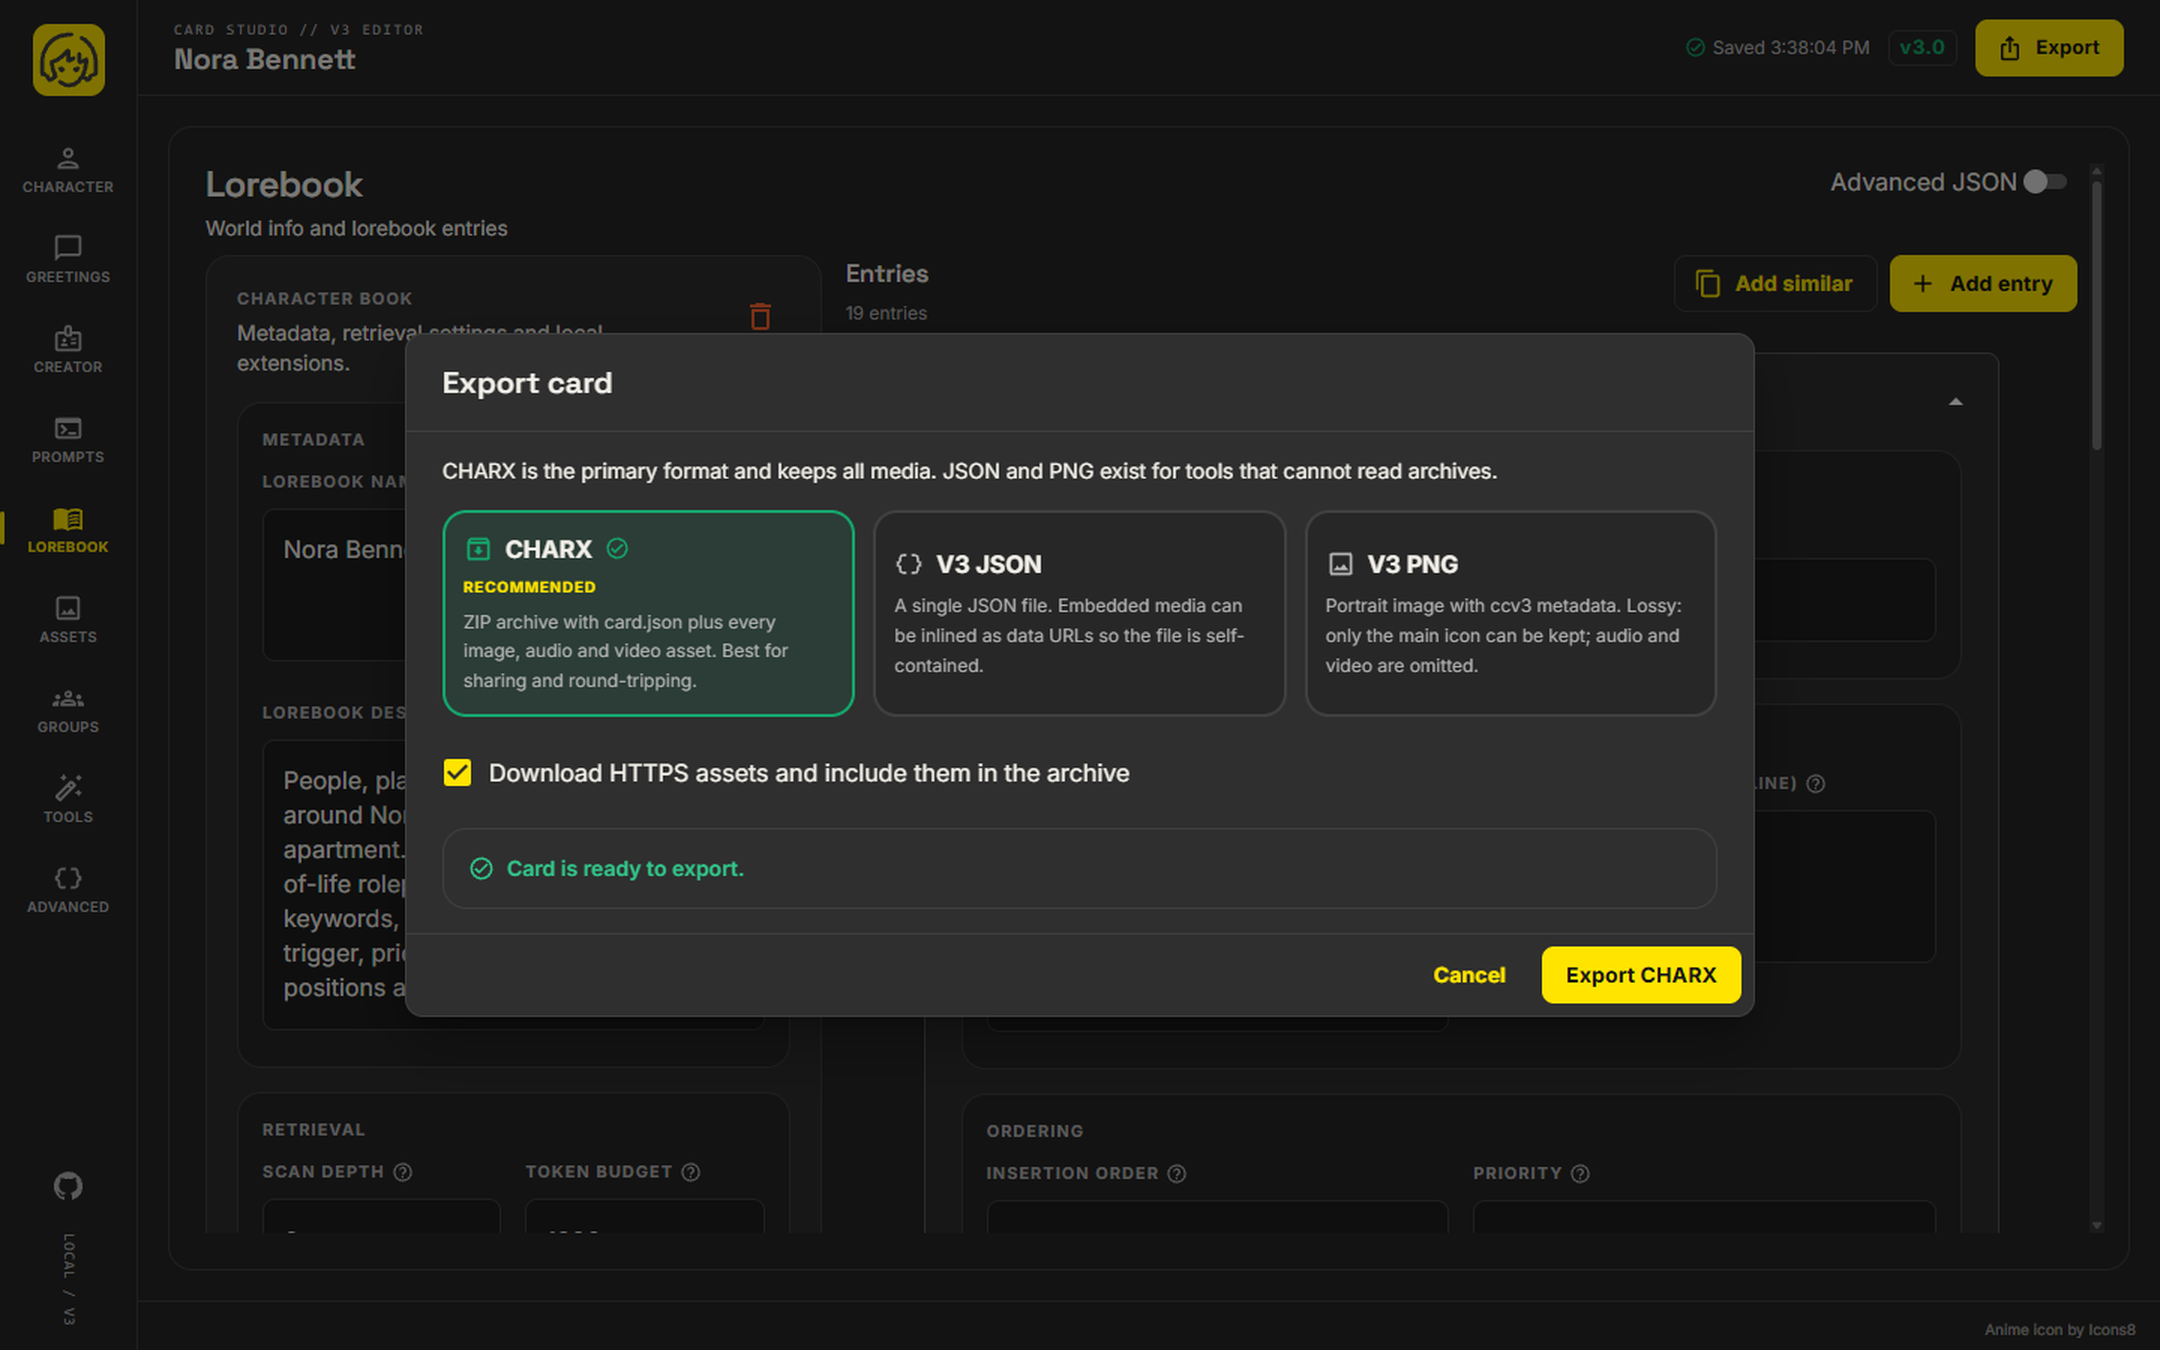 CARD STUDIO // V3 EDITOR
Nora Bennett
Saved 3:38:04 PM
v3.0
Export
CHARACTER
GREETINGS
CREATOR
PROMPTS
LOREBOOK
ASSETS
GROUPS
TOOLS
ADVANCED
LOCAL / V3
Lorebook
World info and lorebook entries
Advanced JSON
CHARACTER BOOK
Metadata, retrieval settings and local
extensions.
Entries
19 entries
Add similar
Add entry
METADATA
LOREBOOK NAM
Nora Benn
LOREBOOK DES
People, pla
around No
apartment.
of-life role
keywords,
trigger, prio
positions a
LINE)
Export card
CHARX is the primary format and keeps all media. JSON and PNG exist for tools that cannot read archives.
CHARX
RECOMMENDED
ZIP archive with card.json plus every
image, audio and video asset. Best for
sharing and round-tripping.
V3 JSON
A single JSON file. Embedded media can
be inlined as data URLs so the file is self-
contained.
V3 PNG
Portrait image with ccv3 metadata. Lossy:
only the main icon can be kept; audio and
video are omitted.
Download HTTPS assets and include them in the archive
Card is ready to export.
Cancel
Export CHARX
RETRIEVAL
SCAN DEPTH
TOKEN BUDGET
ORDERING
INSERTION ORDER
PRIORITY
Anime icon by Icons8